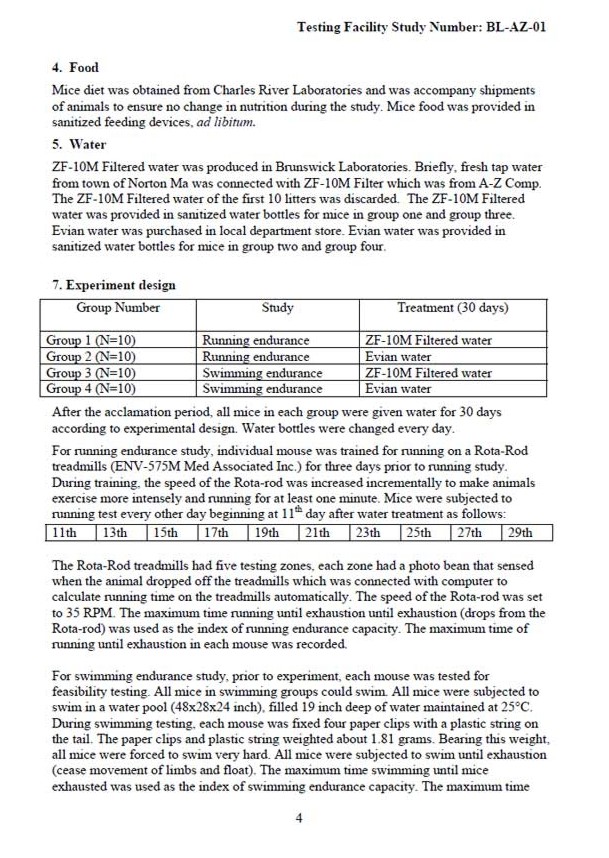 Testing Facility Study Number: BL-AZ-01
4. Food
Mice diet was obtained from Charles River Laboratories and was accompany shipments
of animals to ensure no change in nutrition during the study. Mice food was provided in
sanitized feeding devices, ad libitum.
5. Water
ZF-10M Filtered water was produced in Brunswick Laboratories. Briefly, fresh tap water
from town of Norton Ma was connected with ZF-10M Filter which was from A-Z Comp.
The ZF-10M Filtered water of the first 10 litters was discarded. The ZF-10M Filtered
water was provided in sanitized water bottles for mice in group one and group three.
Evian water was purchased in local department store. Evian water was provided in
sanitized water bottles for mice in group two and group four.
7. Experiment design
Group Number Study Treatment (30 days)
Group 1 (N=10) Running endurance ZF-10M Filtered water
Group 2 (N=10) Running endurance Evian water
Group 3 (N=10) Swimming endurance ZF-10M Filtered water
Group 4 (N=10) Swimming endurance Evian water
After the acclamation period, all mice in each group were given water for 30 days
according to experimental design. Water bottles were changed every day.
For running endurance study, individual mouse was trained for running on a Rota-Rod
treadmills (ENV-575M Med Associated Inc.) for three days prior to running study.
During training, the speed of the Rota-rod was increased incrementally to make animals
exercise more intensely and running for at least one minute. Mice were subjected to
running test every other day beginning at 11th day after water treatment as follows:
11th 13th 15th 17th 19th 21th 23th 25th 27th 29th
The Rota-Rod treadmills had five testing zones, each zone had a photo bean that sensed
when the animal dropped off the treadmills which was connected with computer to
calculate running time on the treadmills automatically. The speed of the Rota-rod was set
to 35 RPM. The maximum time running until exhaustion until exhaustion (drops from the
Rota-rod) was used as the index of running endurance capacity. The maximum time of
running until exhaustion in each mouse was recorded.
For swimming endurance study, prior to experiment, each mouse was tested for
feasibility testing. All mice in swimming groups could swim. All mice were subjected to
swim in a water pool (48x28x24 inch), filled 19 inch deep of water maintained at 25°C.
During swimming testing, each mouse was fixed four paper clips with a plastic string on
the tail. The paper clips and plastic string weighted about 1.81 grams. Bearing this weight,
all mice were forced to swim very hard. All mice were subjected to swim until exhaustion
(cease movement of limbs and float). The maximum time swimming until mice
exhausted was used as the index of swimming endurance capacity. The maximum time
4